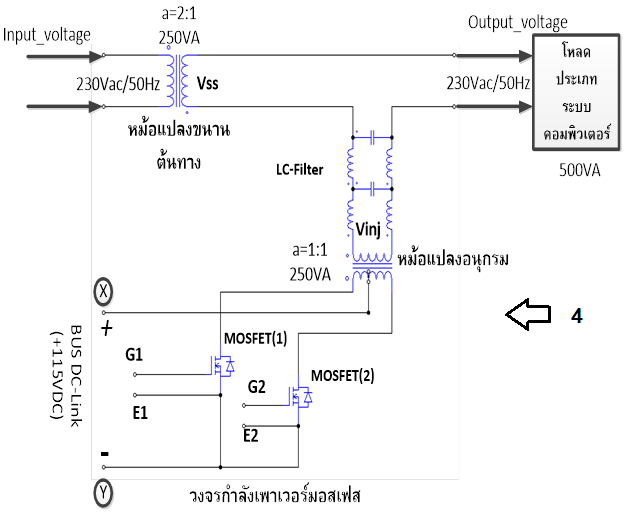 a=2:1
250VA
Input_voltage
Output_voltage
230Vac/50Hz
Vss
230Vac/50Hz
โหลด
ประเภท
ระบบ
คอมพิวเตอร์
500VA
หม้อแปลงขนาน
ต้นทาง
LC-Filter
Vinj
a=1:1
250VA
หม้อแปลงอนุกรม
X
+
4
BUS DC-Link
(+115VDC)
MOSFET(1)
G1
E1
MOSFET(2)
G2
E2
-
Y
วงจรกำลังเพาเวอร์มอสเฟส